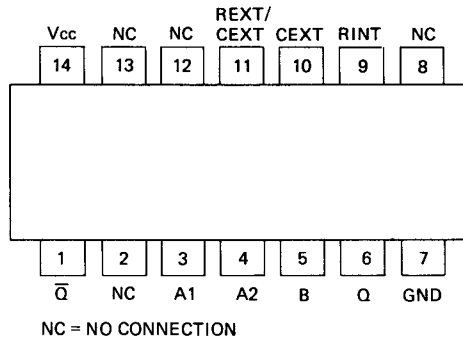 REXT/
Vcc NC NC CEXT CEXT RINT NC
14 13 12 11 10 9 8
1 2 3 4 5 6 7
Q̅ NC A1 A2 B Q GND
NC = NO CONNECTION